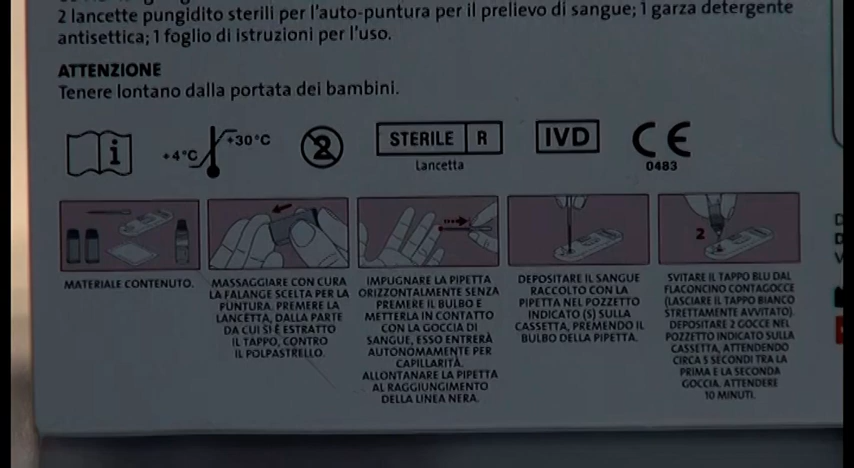 2 lancette pungidito sterili per l'auto-puntura per il prelievo di sangue; 1 garza detergente
antisettica; 1 foglio di istruzioni per l'uso.
ATTENZIONE
Tenere lontano dalla portata dei bambini.
+4°C
+30°C
2
STERILE R
Lancetta
IVD
CE
0483
2
MATERIALE CONTENUTO.
MASSAGGIARE CON CURA
LA FALANGE SCELTA PER LA
PUNTURA. PREMERE LA
LANCETTA, DALLA PARTE
DA CUI SI È ESTRATTO
IL TAPPO, CONTRO
IL POLPASTRELLO.
IMPUGNARE LA PIPETTA
ORIZZONTALMENTE SENZA
PREMERE IL BULBO E
METTERLA IN CONTATTO
CON LA GOCCIA DI
SANGUE, ESSO ENTRERÀ
AUTONOMAMENTE PER
CAPILLARITÀ.
ALLONTANARE LA PIPETTA
AL RAGGIUNGIMENTO
DELLA LINEA NERA.
DEPOSITARE IL SANGUE
RACCOLTO CON LA
PIPETTA NEL POZZETTO
INDICATO (S) SULLA
CASSETTA, PREMENDO IL
BULBO DELLA PIPETTA.
SVITARE IL TAPPO BLU DAL
FLACONCINO CONTAGOCCE
(LASCIARE IL TAPPO BIANCO
STRETTAMENTE AVVITATO).
DEPOSITARE 2 GOCCE NEL
POZZETTO INDICATO SULLA
CASSETTA, ATTENDENDO
CIRCA 5 SECONDI TRA LA
PRIMA E LA SECONDA
GOCCIA. ATTENDERE
10 MINUTI.